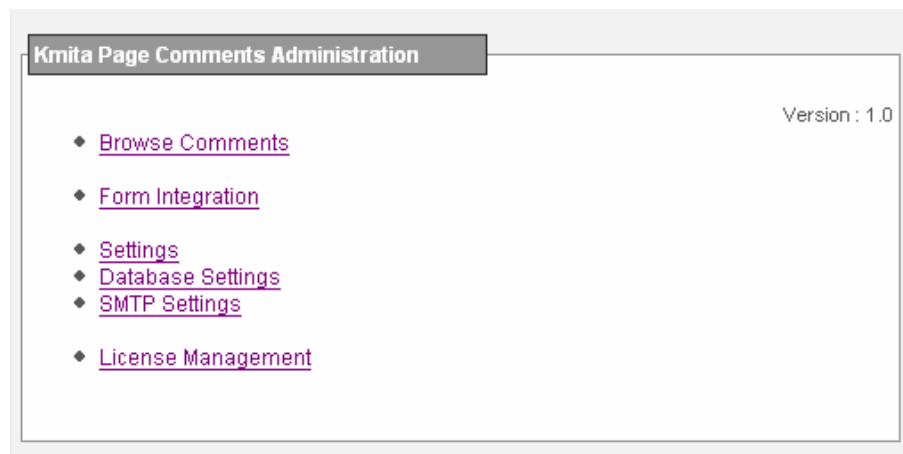 Kmita Page Comments Administration
Version : 1.0
Browse Comments
Form Integration
Settings
Database Settings
SMTP Settings
License Management